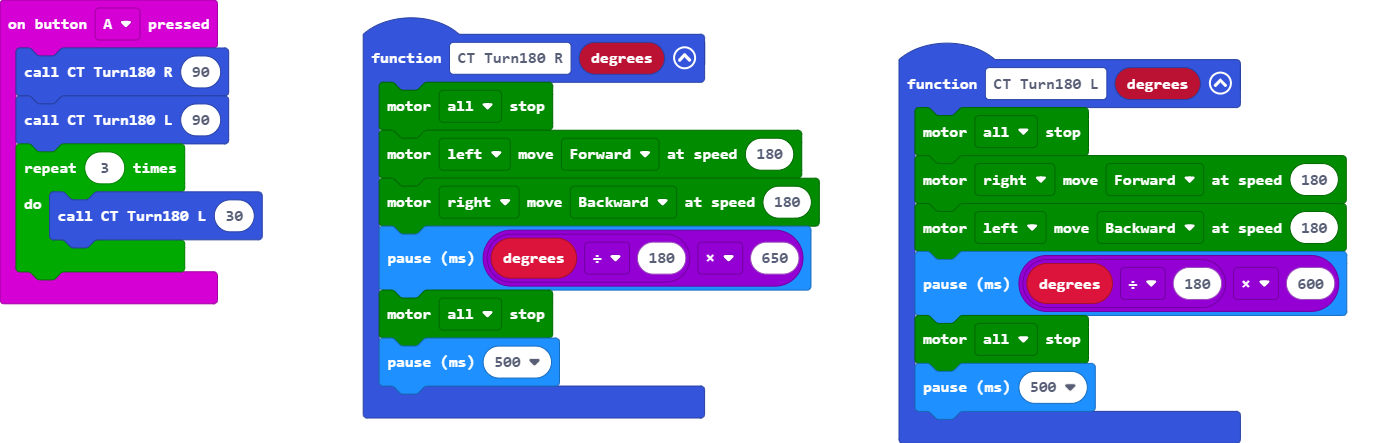 on button A pressed
call CT Turn180 R 90
call CT Turn180 L 90
repeat 3 times
do
call CT Turn180 L 30
function CT Turn180 R degrees
motor all stop
motor left move Forward at speed 180
motor right move Backward at speed 180
pause (ms) degrees ÷ 180 × 650
motor all stop
pause (ms) 500
function CT Turn180 L degrees
motor all stop
motor right move Forward at speed 180
motor left move Backward at speed 180
pause (ms) degrees ÷ 180 × 600
motor all stop
pause (ms) 500